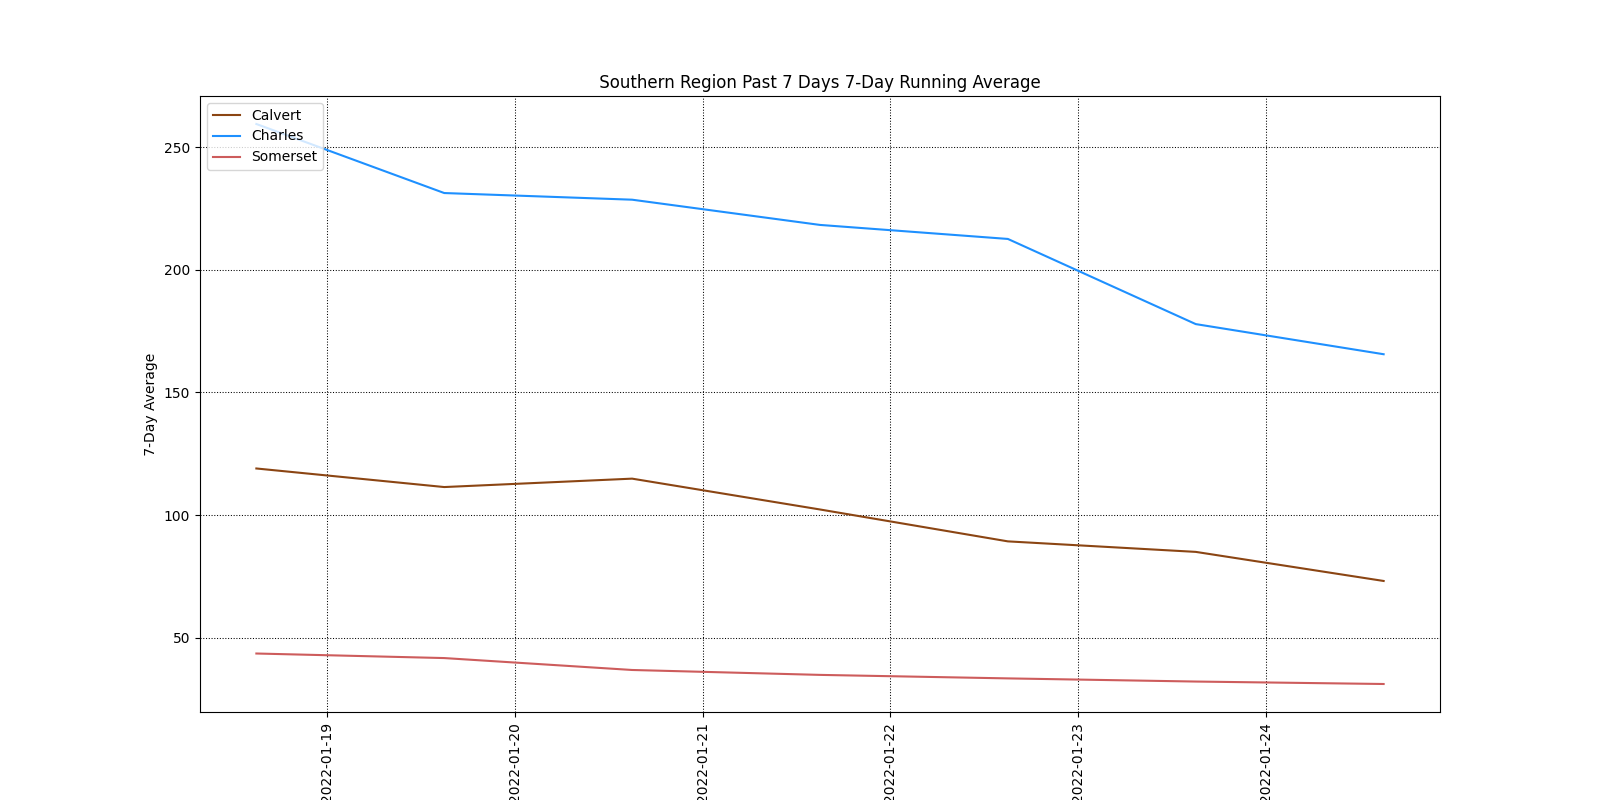 Southern Region Past 7 Days 7-Day Running Average
Calvert
Charles
Somerset
250
200
150
100
50
7-Day Average
2022-01-19
2022-01-20
2022-01-21
2022-01-22
2022-01-23
2022-01-24